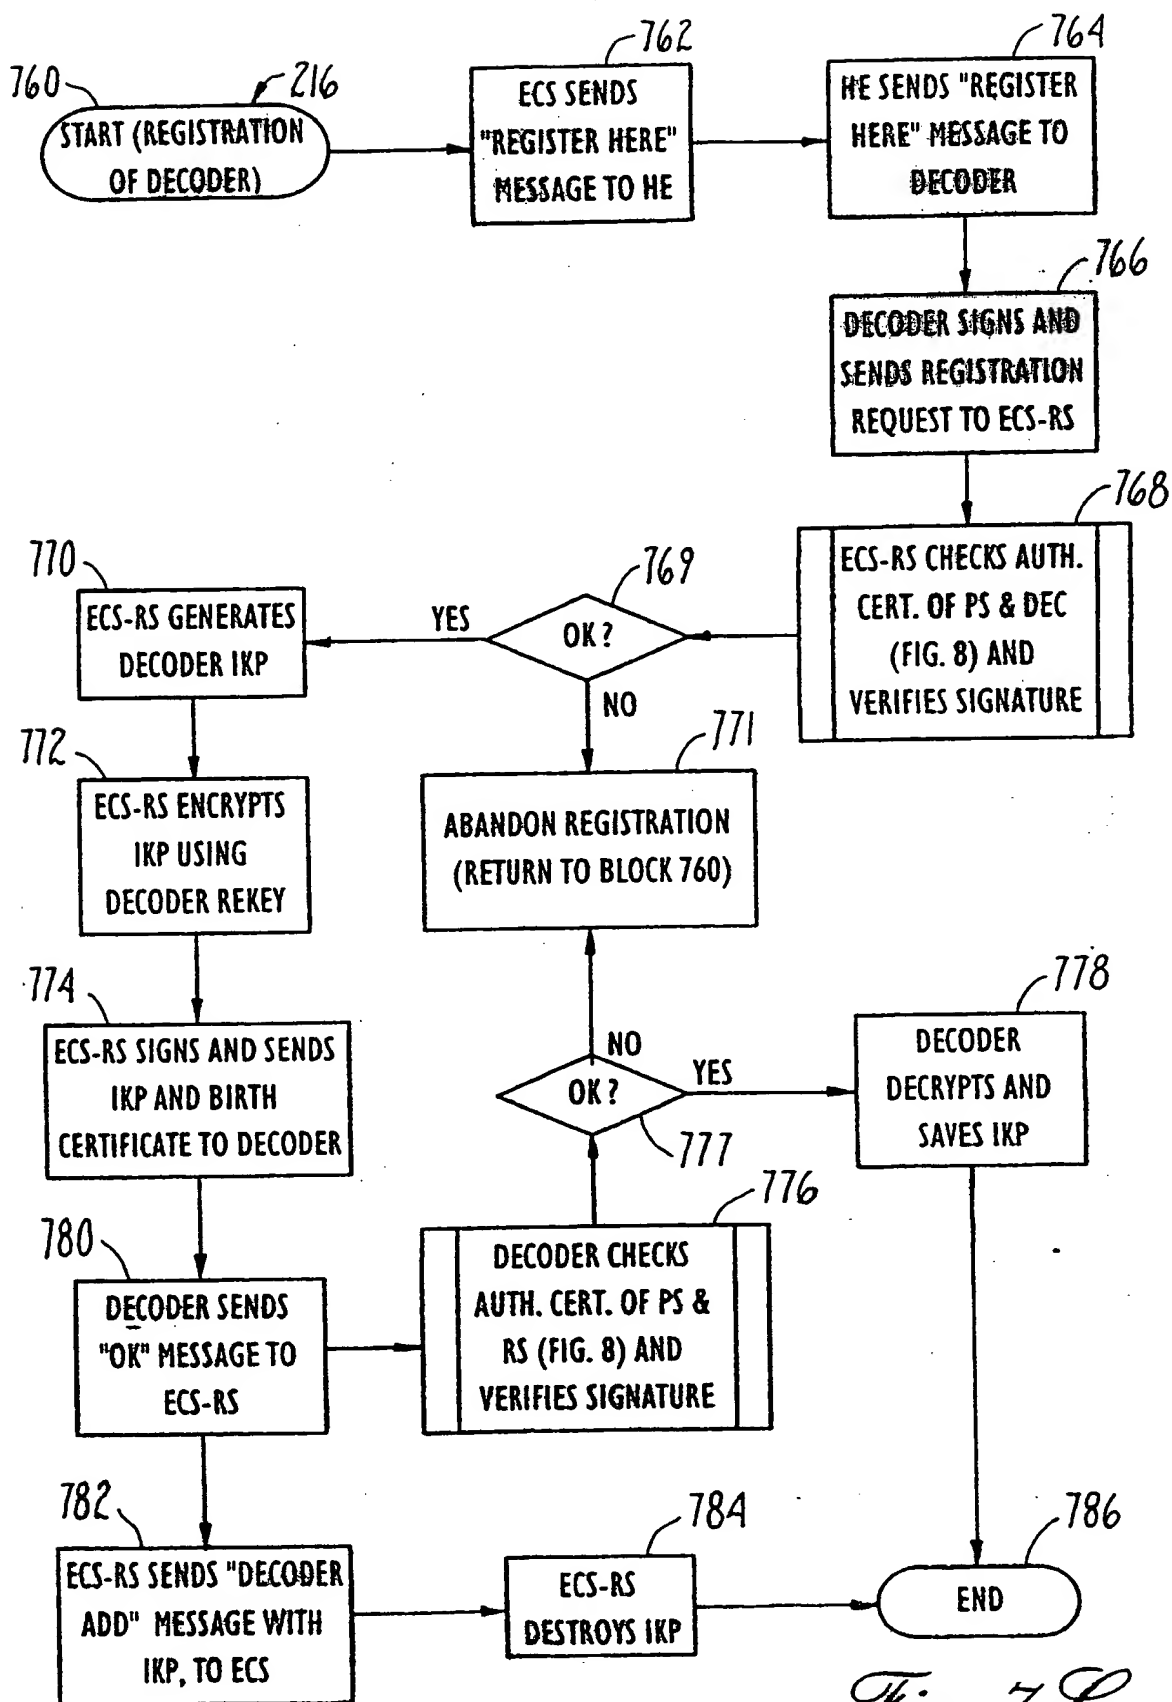 762
764
760
216
START (REGISTRATION
OF DECODER)
ECS SENDS
"REGISTER HERE"
MESSAGE TO HE
HE SENDS "REGISTER
HERE" MESSAGE TO
DECODER
766
DECODER SIGNS AND
SENDS REGISTRATION
REQUEST TO ECS-RS
768
ECS-RS CHECKS AUTH.
CERT. OF PS & DEC
(FIG. 8) AND
VERIFIES SIGNATURE
769
OK?
YES
NO
770
ECS-RS GENERATES
DECODER IKP
771
ABANDON REGISTRATION
(RETURN TO BLOCK 760)
772
ECS-RS ENCRYPTS
IKP USING
DECODER REKEY
774
ECS-RS SIGNS AND SENDS
IKP AND BIRTH
CERTIFICATE TO DECODER
NO
OK?
YES
777
778
DECODER
DECRYPTS AND
SAVES IKP
776
DECODER CHECKS
AUTH. CERT. OF PS &
RS (FIG. 8) AND
VERIFIES SIGNATURE
780
DECODER SENDS
"OK" MESSAGE TO
ECS-RS
782
ECS-RS SENDS "DECODER
ADD" MESSAGE WITH
IKP, TO ECS
784
ECS-RS
DESTROYS IKP
786
END